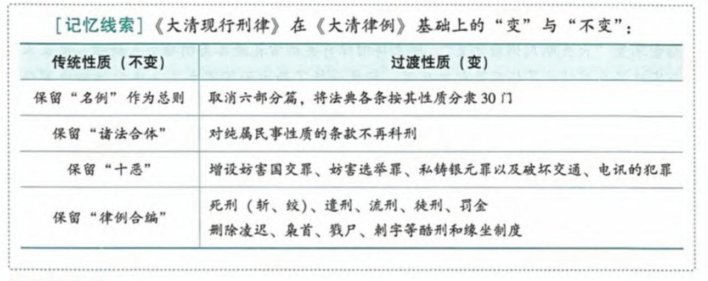 [记忆线索]《大清现行刑律》在《大清律例》基础上的“变”与“不变”：
传统性质（不变） 过渡性质（变）
保留“名例”作为总则 取消六部分篇，将法典各条按其性质分隶30门
保留“诸法合体” 对纯属民事性质的条款不再科刑
保留“十恶” 增设妨害国交罪、妨害选举罪、私铸银元罪以及破坏交通、电讯的犯罪
保留“律例合编” 死刑（斩、绞）、遣刑、流刑、徒刑、罚金
删除凌迟、枭首、戮尸、刺字等酷刑和缘坐制度